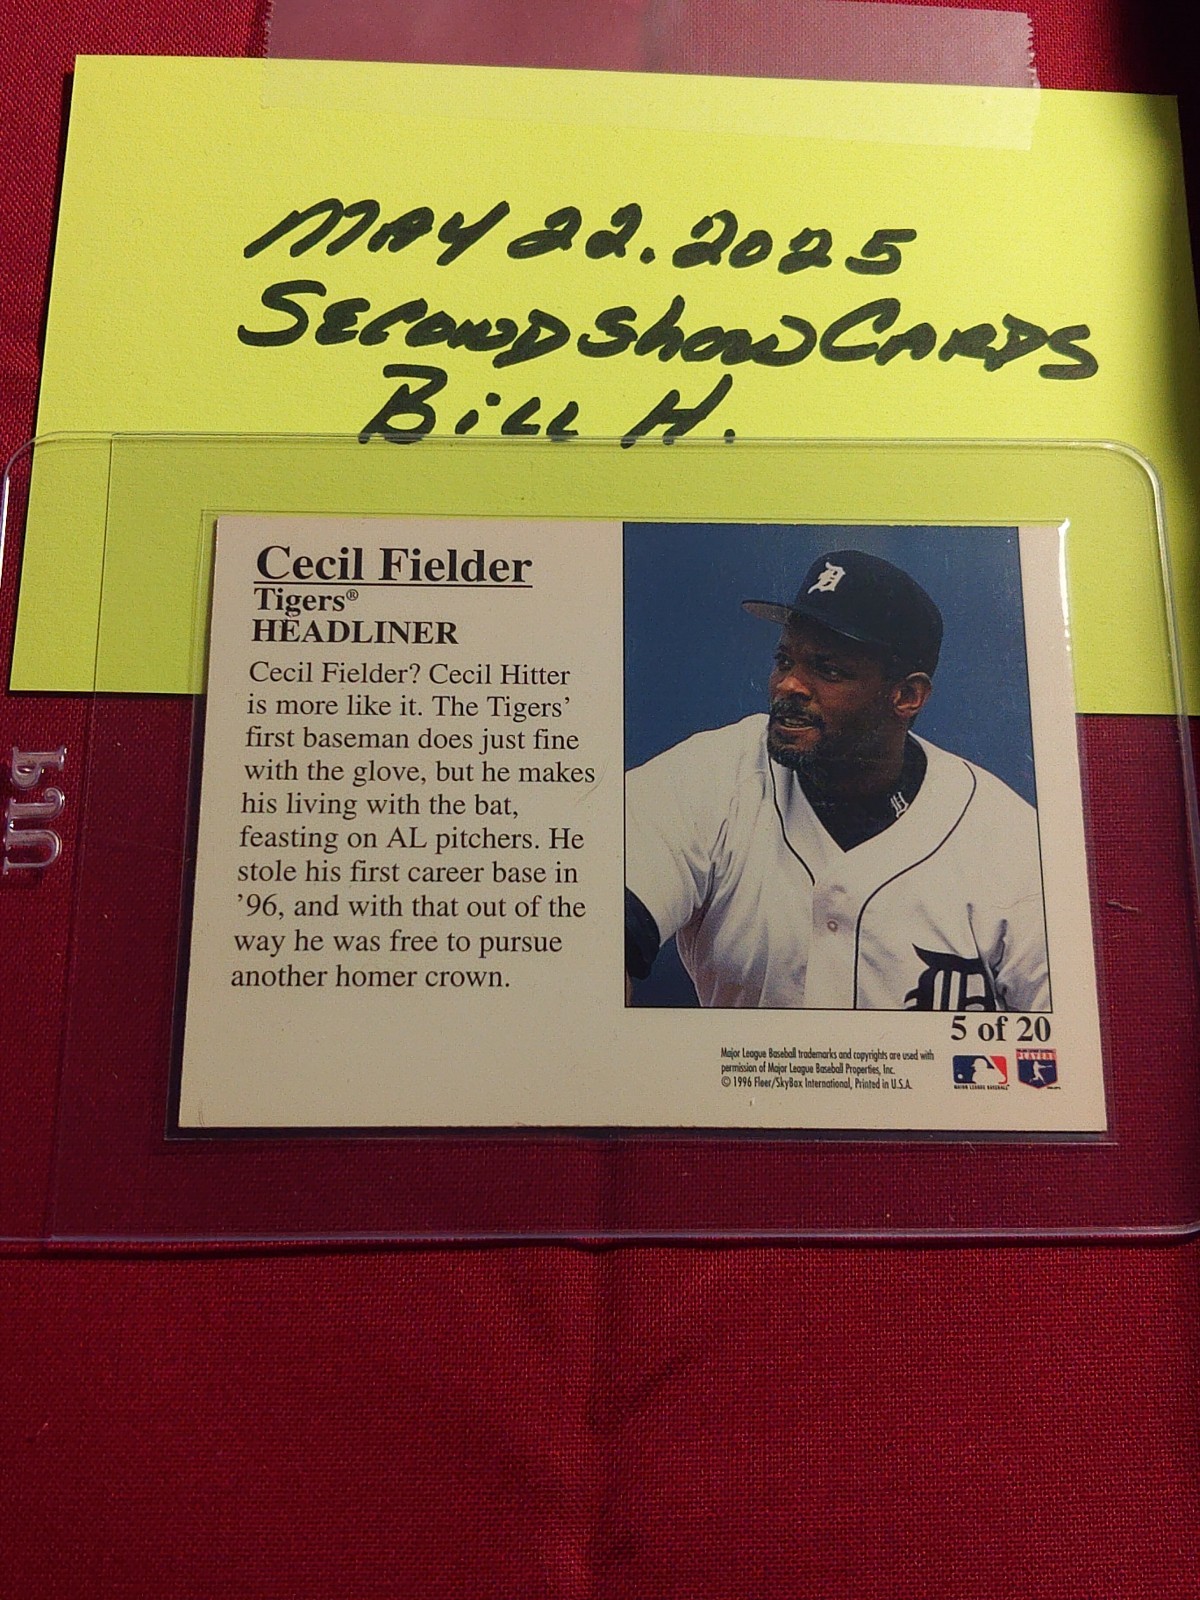 MAY 22.2025
SECOND SHOW CARDS
BILL H.
Cecil Fielder
Tigers®
HEADLINER
Cecil Fielder? Cecil Hitter
is more like it. The Tigers’
first baseman does just fine
with the glove, but he makes
his living with the bat,
feasting on AL pitchers. He
stole his first career base in
’96, and with that out of the
way he was free to pursue
another homer crown.
5 of 20
Major League Baseball trademarks and copyrights are used with
permission of Major League Baseball Properties, Inc.
© 1996 Fleer/SkyBox International, Printed in U.S.A.
MAJOR LEAGUE BASEBALL
PLAYERS